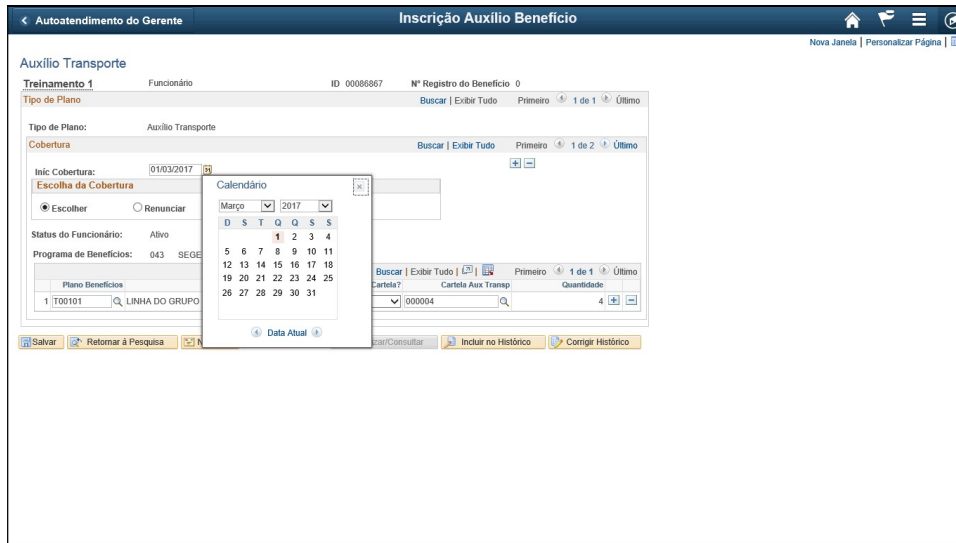 Autoatendimento do Gerente Inscrição Auxílio Benefício
Nova Janela | Personalizar Página |
Auxílio Transporte
Treinamento 1 Funcionário ID 00086867 Nº Registro do Benefício 0
Tipo de Plano Buscar | Exibir Tudo Primeiro 1 de 1 Último
Tipo de Plano: Auxílio Transporte
Cobertura Buscar | Exibir Tudo Primeiro 1 de 2 Último
Iníc Cobertura: 01/03/2017
Escolha da Cobertura
Escolher Renunciar
Status do Funcionário: Ativo
Programa de Benefícios: 043 SEGE
Buscar | Exibir Tudo | | Primeiro 1 de 1 Último
Plano Benefícios Cartela? Cartela Aux Transp Quantidade
1 T00101 LINHA DO GRUPO 000004 4
Salvar Retornar á Pesquisa N zar/Consultar Incluir no Histórico Corrigir Histórico
Calendário
Março 2017
D S T Q Q S S
1 2 3 4
5 6 7 8 9 10 11
12 13 14 15 16 17 18
19 20 21 22 23 24 25
26 27 28 29 30 31
Data Atual